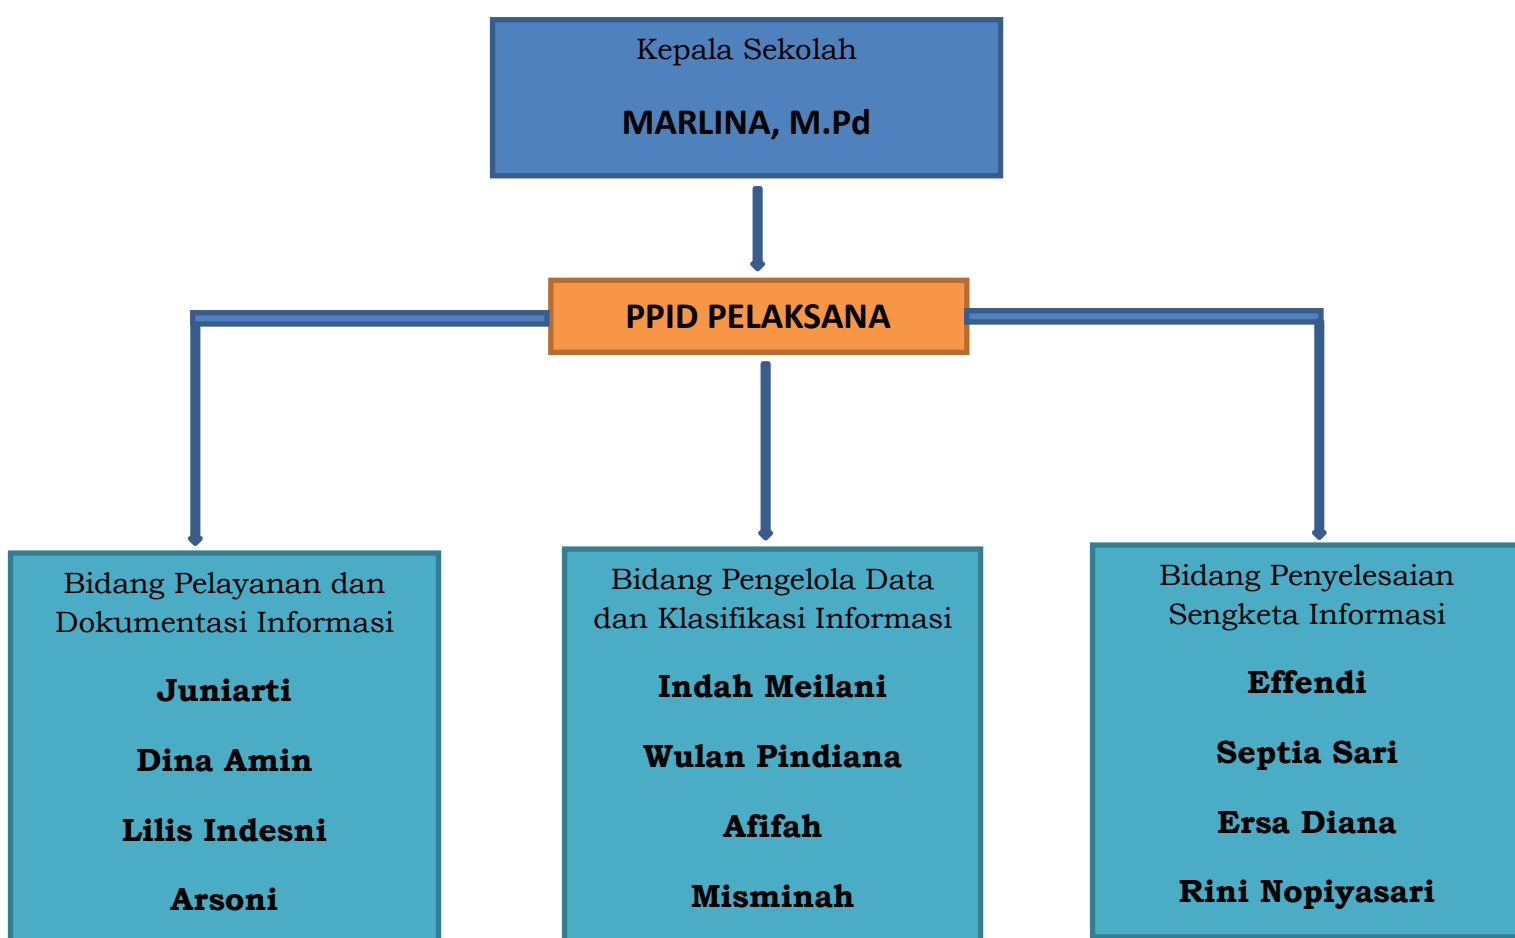 Kepala Sekolah
MARLINA, M.Pd
PPID PELAKSANA
Bidang Pelayanan dan
Dokumentasi Informasi
Juniarti
Dina Amin
Lilis Indesni
Arsoni
Bidang Pengelola Data
dan Klasifikasi Informasi
Indah Meilani
Wulan Pindiana
Afifah
Misminah
Bidang Penyelesaian
Sengketa Informasi
Effendi
Septia Sari
Ersa Diana
Rini Nopiyasari